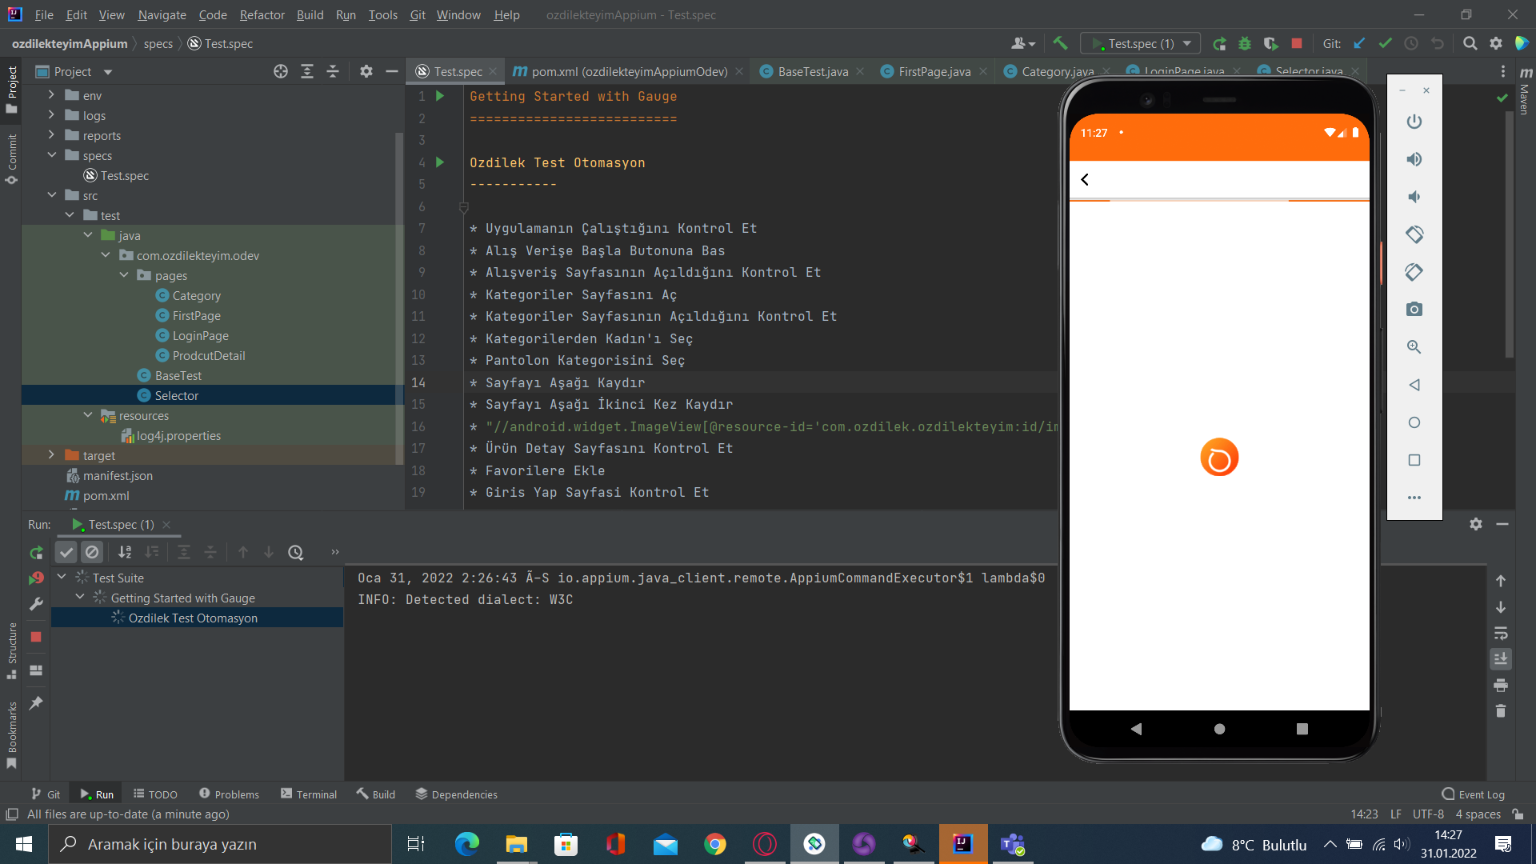 File Edit View Navigate Code Refactor Build Run Tools Git Window Help ozdilekteyimAppium - Test.spec
ozdilekteyimAppium specs Test.spec Test.spec (1) Git:
Project Test.spec pom.xml (ozdilekteyimAppiumOdev) BaseTest.java FirstPage.java Category.java LoginPage.java Selector.java
Project
Commit
Structure
Bookmarks
Maven
env
logs
reports
specs
Test.spec
src
test
java
com.ozdilekteyim.odev
pages
Category
FirstPage
LoginPage
ProdcutDetail
BaseTest
Selector
resources
log4j.properties
target
manifest.json
pom.xml
1 Getting Started with Gauge
2 ==========================
3
4 Ozdilek Test Otomasyon
5 -----------
6
7 * Uygulamanın Çalıştığını Kontrol Et
8 * Alış Verişe Başla Butonuna Bas
9 * Alışveriş Sayfasının Açıldığını Kontrol Et
10 * Kategoriler Sayfasını Aç
11 * Kategoriler Sayfasının Açıldığını Kontrol Et
12 * Kategorilerden Kadın'ı Seç
13 * Pantolon Kategorisini Seç
14 * Sayfayı Aşağı Kaydır
15 * Sayfayı Aşağı İkinci Kez Kaydır
16 * "//android.widget.ImageView[@resource-id='com.ozdilek.ozdilekteyim:id/im
17 * Ürün Detay Sayfasını Kontrol Et
18 * Favorilere Ekle
19 * Giris Yap Sayfasi Kontrol Et
11:27
Run: Test.spec (1)
Test Suite
Getting Started with Gauge
Ozdilek Test Otomasyon
Oca 31, 2022 2:26:43 Ã-S io.appium.java_client.remote.AppiumCommandExecutor$1 lambda$0
INFO: Detected dialect: W3C
Git Run TODO Problems Terminal Build Dependencies Event Log
All files are up-to-date (a minute ago) 14:23 LF UTF-8 4 spaces
Aramak için buraya yazın 8°C Bulutlu 14:27
31.01.2022